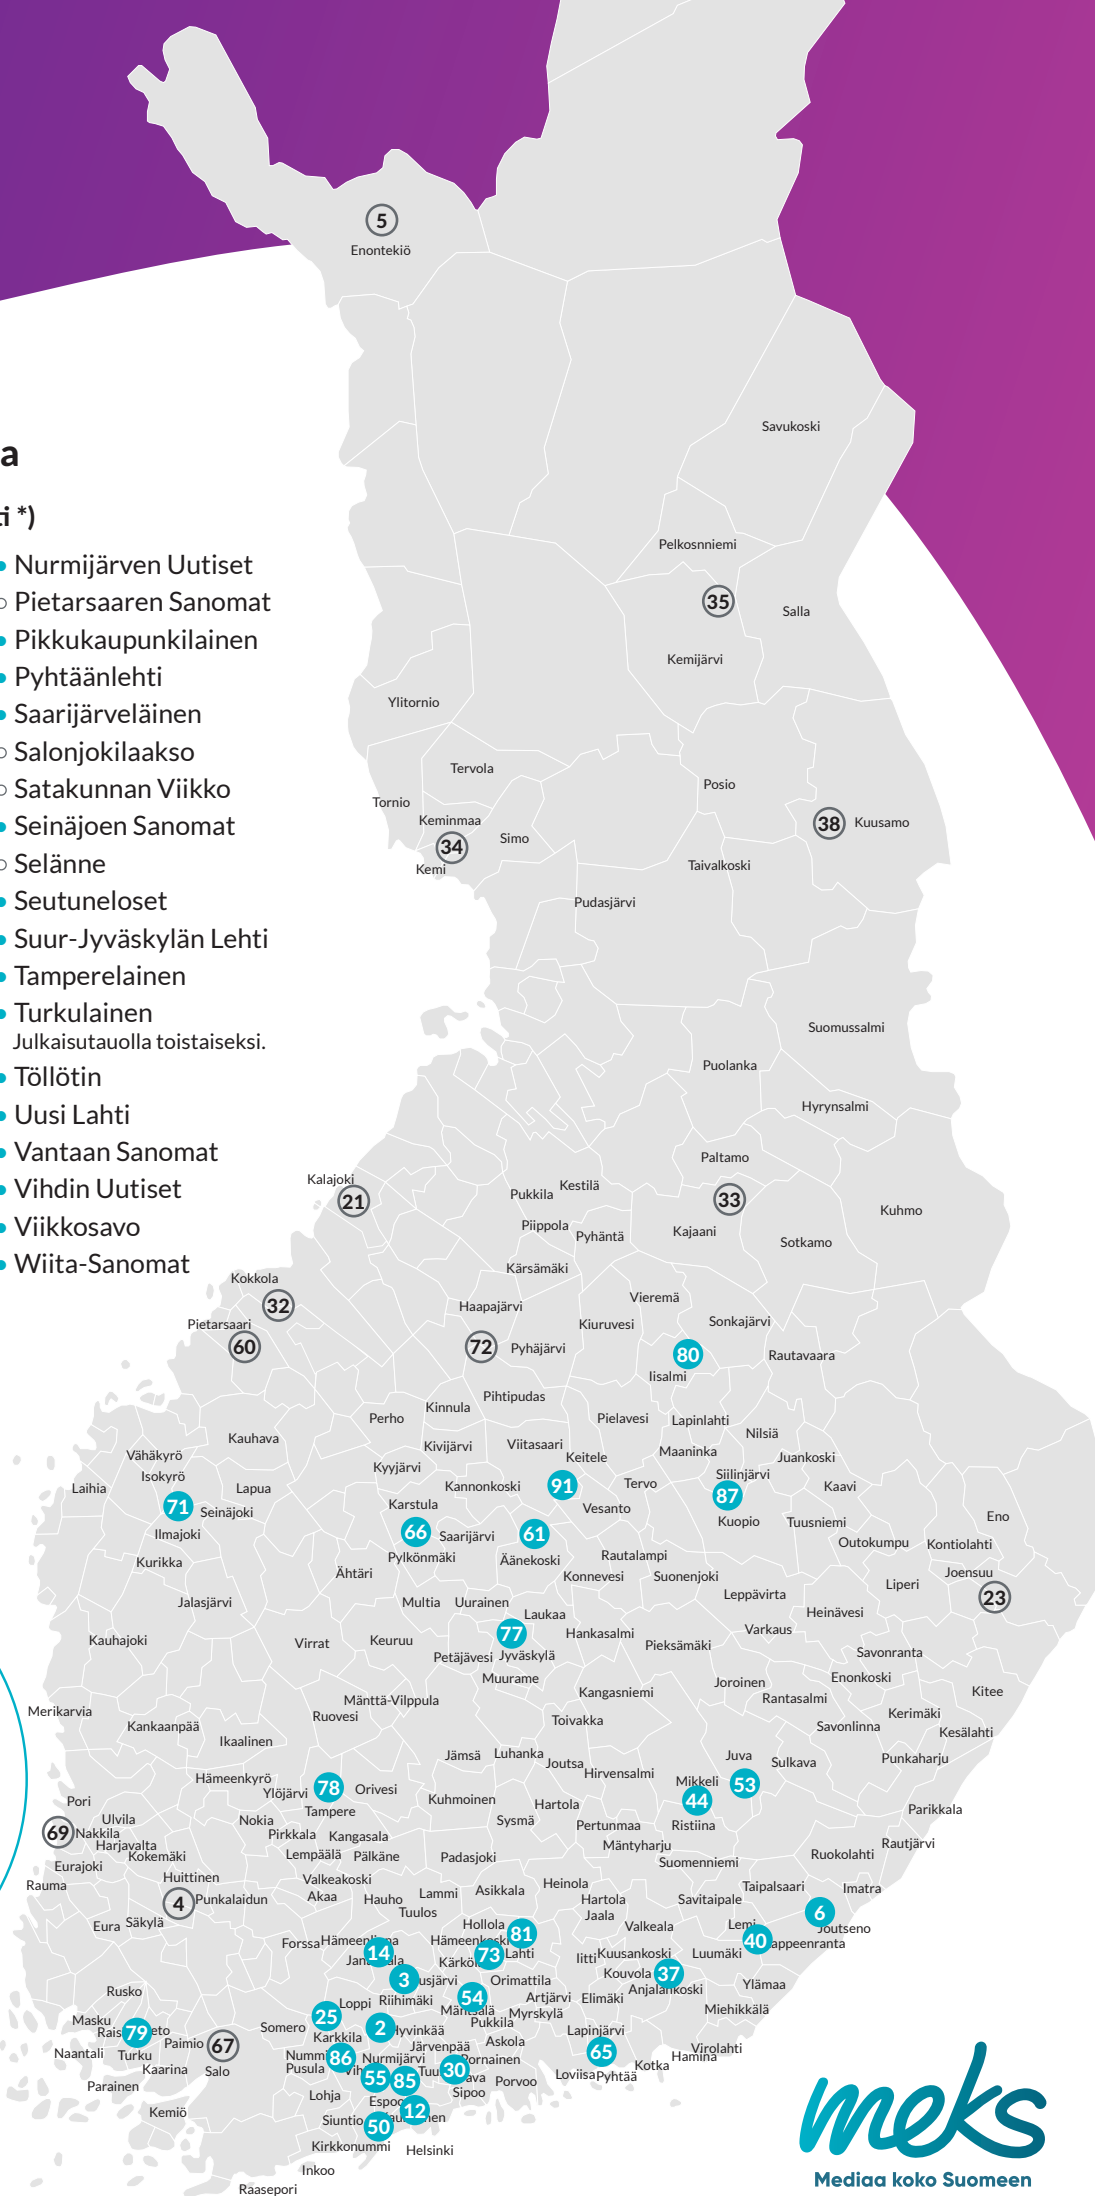 a
ti *)
Nurmijärven Uutiset
Pietarsaaren Sanomat
Pikkukaupunkilainen
Pyhtäänlehti
Saarijärveläinen
Salonjokilaakso
Satakunnan Viikko
Seinäjoen Sanomat
Selänne
Seutuneloset
Suur-Jyväskylän Lehti
Tamperelainen
Turkulainen
Julkaisutauolla toistaiseksi.
Töllötin
Uusi Lahti
Vantaan Sanomat
Vihdin Uutiset
Viikkosavo
Wiita-Sanomat
5
Enontekiö
Savukoski
Pelkosnniemi
35
Salla
Kemijärvi
Ylitornio
Tervola
Posio
Tornio
Keminmaa
38 Kuusamo
Simo
34
Kemi
Taivalkoski
Pudasjärvi
Suomussalmi
Puolanka
Hyrynsalmi
Paltamo
Kalajoki
21
Pukkila
Kestilä
33
Kuhmo
Piippola
Pyhäntä
Kajaani
Sotkamo
Kärsämäki
Kokkola
32
Vieremä
Haapajärvi
Pietarsaari
60
Kiuruvesi
Sonkajärvi
72 Pyhäjärvi
80
Rautavaara
Iisalmi
Pihtipudas
Kinnula
Perho
Pielavesi
Lapinlahti
Nilsiä
Kauhava
Kivijärvi
Viitasaari
Vähäkyrö
Maaninka
Keitele
Juankoski
Kyyjärvi
Isokyrö
Siilinjärvi
Laihia
Lapua
Kannonkoski
91
Tervo
87
Kaavi
71 Seinäjoki
Karstula
Vesanto
Kuopio
Tuusniemi
Eno
Ilmajoki
66 Saarijärvi
61
Outokumpu
Kontiolahti
Kurikka
Pylkönmäki
Äänekoski
Rautalampi
Ähtäri
Konnevesi
Suonenjoki
Joensuu
Liperi
23
Leppävirta
Jalasjärvi
Multia
Uurainen
Laukaa
Heinävesi
Kauhajoki
Virrat
Keuruu
77
Hankasalmi
Varkaus
Pieksämäki
Petäjävesi
Jyväskylä
Savonranta
Muurame
Enonkoski
Joroinen
Kangasniemi
Rantasalmi
Kitee
Mänttä-Vilppula
Merikarvia
Ruovesi
Kerimäki
Kankaanpää
Toivakka
Savonlinna
Kesälahti
Ikaalinen
Jämsä
Luhanka
Juva
Punkaharju
Joutsa
Sulkava
Hämeenkyrö
Hirvensalmi
Mikkeli
53
Ylöjärvi
78
Orivesi
Pori
Kuhmoinen
44
Hartola
Tampere
Parikkala
Ulvila
Nokia
Sysmä
Pertunmaa
Ristiina
69 Nakkila
Pirkkala
Kangasala
Harjavalta
Mäntyharju
Rautjärvi
Kokemäki
Lempäälä
Pälkäne
Padasjoki
Ruokolahti
Eurajoki
Suomenniemi
Huittinen
Valkeakoski
Rauma
Heinola
Taipalsaari
Imatra
Akaa
Hauho
Lammi
Asikkala
4 Punkalaidun
Hartola
Savitaipale
Tuulos
Jaala
6
Säkylä
Eura
Hollola
Valkeala
Lemi
Joutseno
81
Forssa
Hämeenkoski
40
14
73 Lahti
Kuusankoski
Luumäki
Iitti
Kouvola
37
3
Orimattila
Ylämaa
Rusko
Anjalankoski
54
Artjärvi
Elimäki
Loppi
Riihimäki
Mäntsälä
Myrskylä
Miehikkälä
25
Masku
Pukkila
Somero
2 Hyvinkää
Lapinjärvi
79
Karkkila
Askola
Paimio
67
Järvenpää
Virolahti
Naantali
Turku
86
Nurmijärvi
65
Hamina
Pornainen
Kotka
Kaarina
Salo
Pusula
55
85
30
Loviisa
Pyhtää
Parainen
Porvoo
Sipoo
Lohja
Kemiö
12
Siuntio
50
Kirkkonummi
Helsinki
Inkoo
Raasepori
meks
Mediaa koko Suomeen